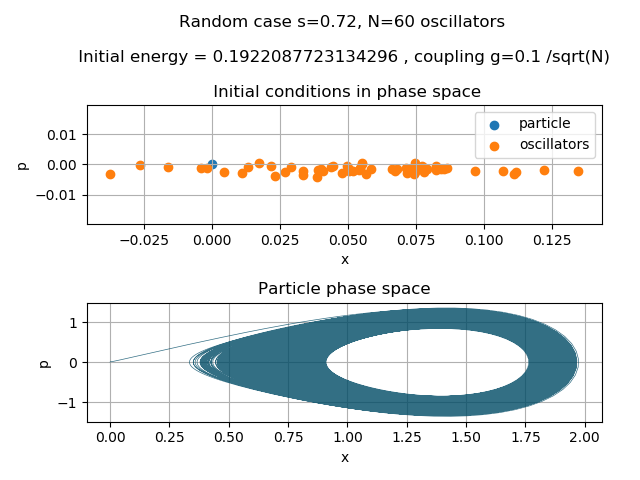 Random case s=0.72, N=60 oscillators
Initial energy = 0.1922087723134296 , coupling g=0.1 /sqrt(N)
Initial conditions in phase space
particle
oscillators
0.01
0.00
−0.01
p
−0.025 0.000 0.025 0.050 0.075 0.100 0.125
x
Particle phase space
1
0
−1
p
0.00 0.25 0.50 0.75 1.00 1.25 1.50 1.75 2.00
x